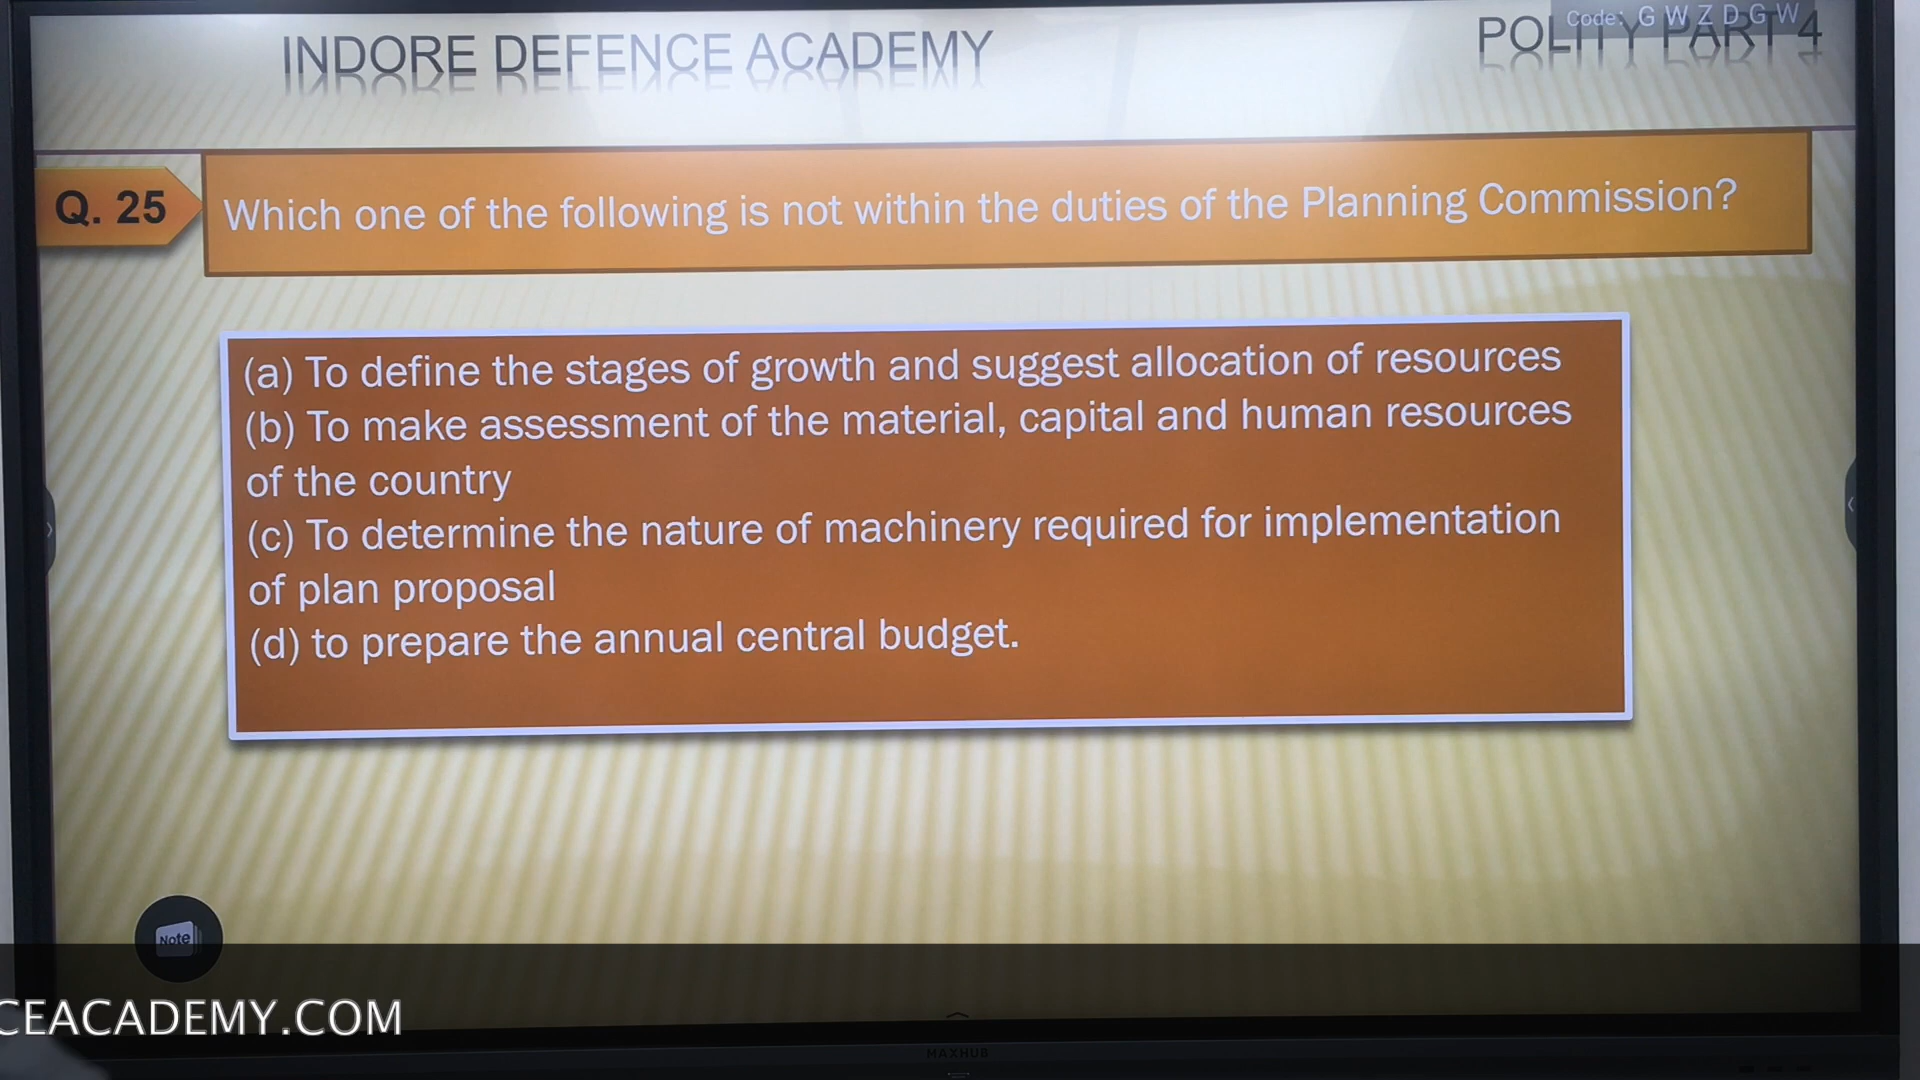 Code: G W Z D G W
INDORE DEFENCE ACADEMY
POLITY PART 4
Q. 25
Which one of the following is not within the duties of the Planning Commission?
(a) To define the stages of growth and suggest allocation of resources
(b) To make assessment of the material, capital and human resources
of the country
(c) To determine the nature of machinery required for implementation
of plan proposal
(d) to prepare the annual central budget.
Note
CEACADEMY.COM
MAXHUB